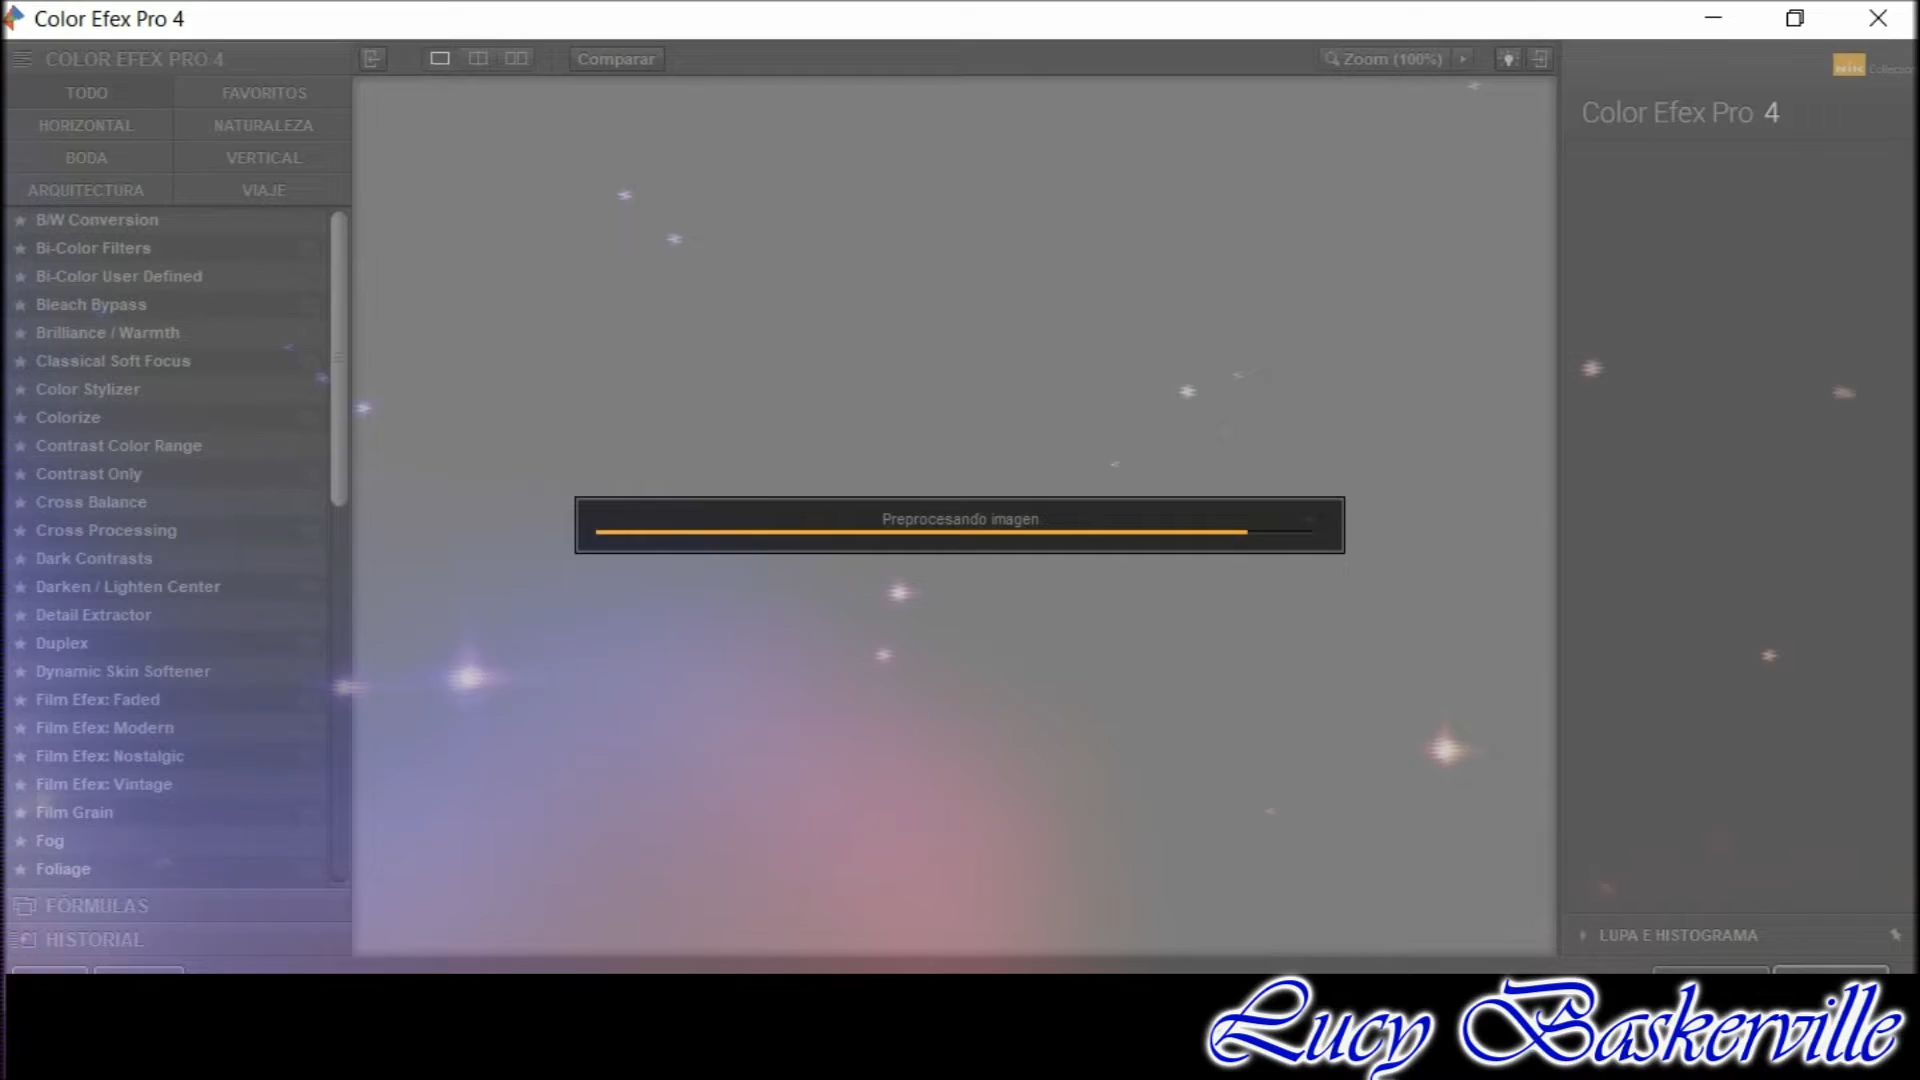 Color Efex Pro 4
COLOR EFEX PRO 4
Comparar
Zoom (100%)
TODO
FAVORITOS
HORIZONTAL
NATURALEZA
BODA
VERTICAL
ARQUITECTURA
VIAJE
B/W Conversion
Bi-Color Filters
Bi-Color User Defined
Bleach Bypass
Brilliance / Warmth
Classical Soft Focus
Color Stylizer
Colorize
Contrast Color Range
Contrast Only
Cross Balance
Cross Processing
Dark Contrasts
Darken / Lighten Center
Detail Extractor
Duplex
Dynamic Skin Softener
Film Efex: Faded
Film Efex: Modern
Film Efex: Nostalgic
Film Efex: Vintage
Film Grain
Fog
Foliage
FÓRMULAS
HISTORIAL
Preprocesando imagen
Nik Collection
Color Efex Pro 4
LUPA E HISTOGRAMA
Lucy Baskerville